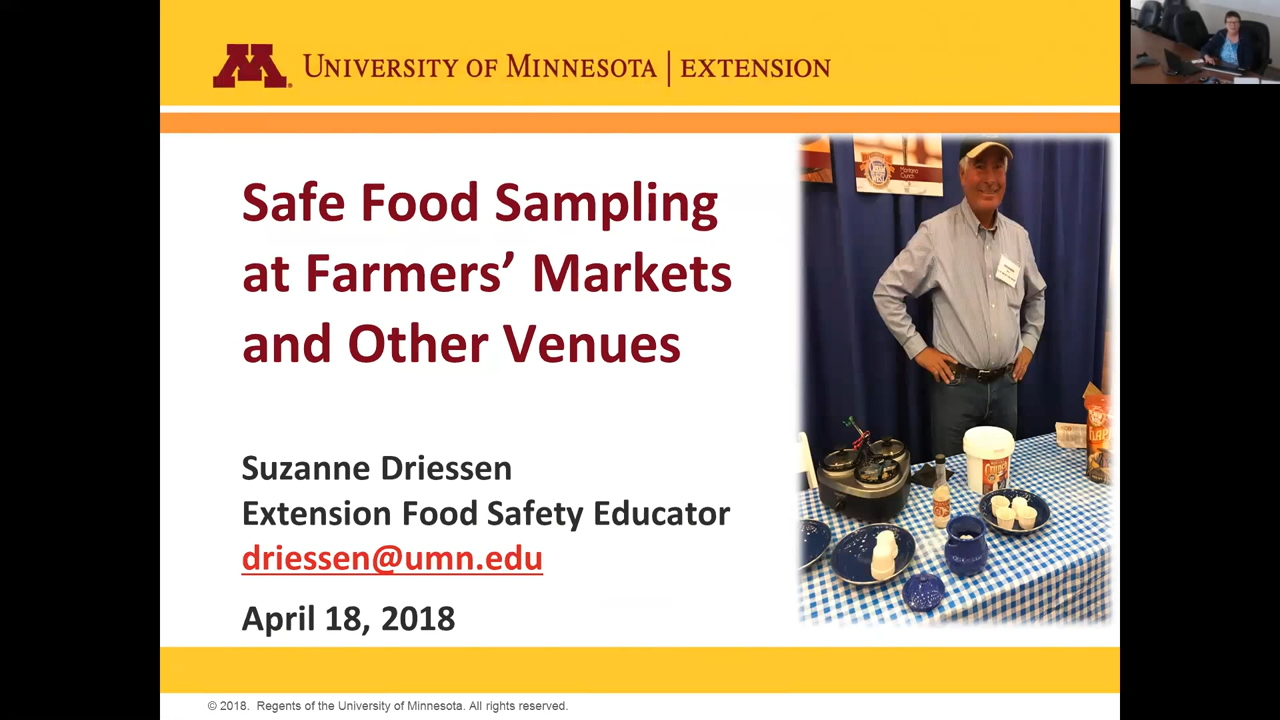 UNIVERSITY OF MINNESOTA | EXTENSION
Safe Food Sampling
at Farmers’ Markets
and Other Venues
Suzanne Driessen
Extension Food Safety Educator
driessen@umn.edu
April 18, 2018
© 2018. Regents of the University of Minnesota. All rights reserved.